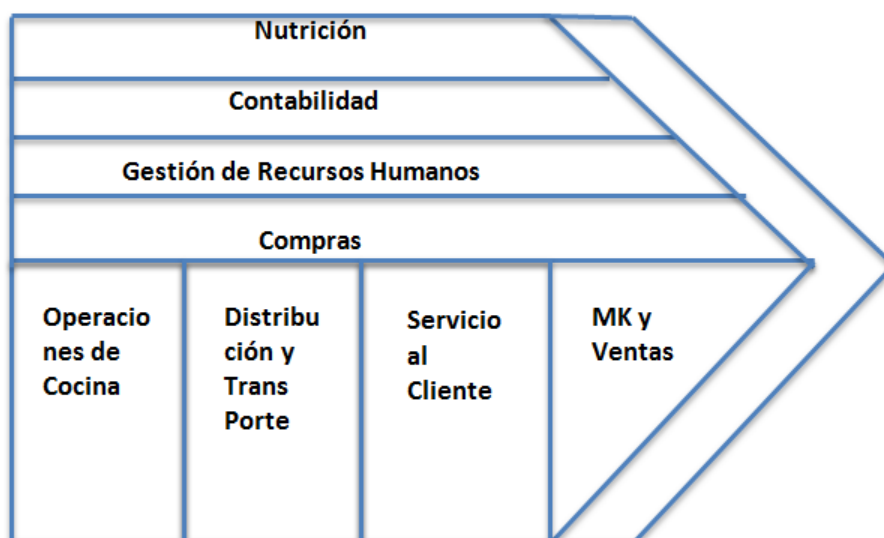 Nutrición
Contabilidad
Gestión de Recursos Humanos
Compras
Operacio
nes de
Cocina
Distribu
ción y
Trans
Porte
Servicio
al
Cliente
MK y
Ventas